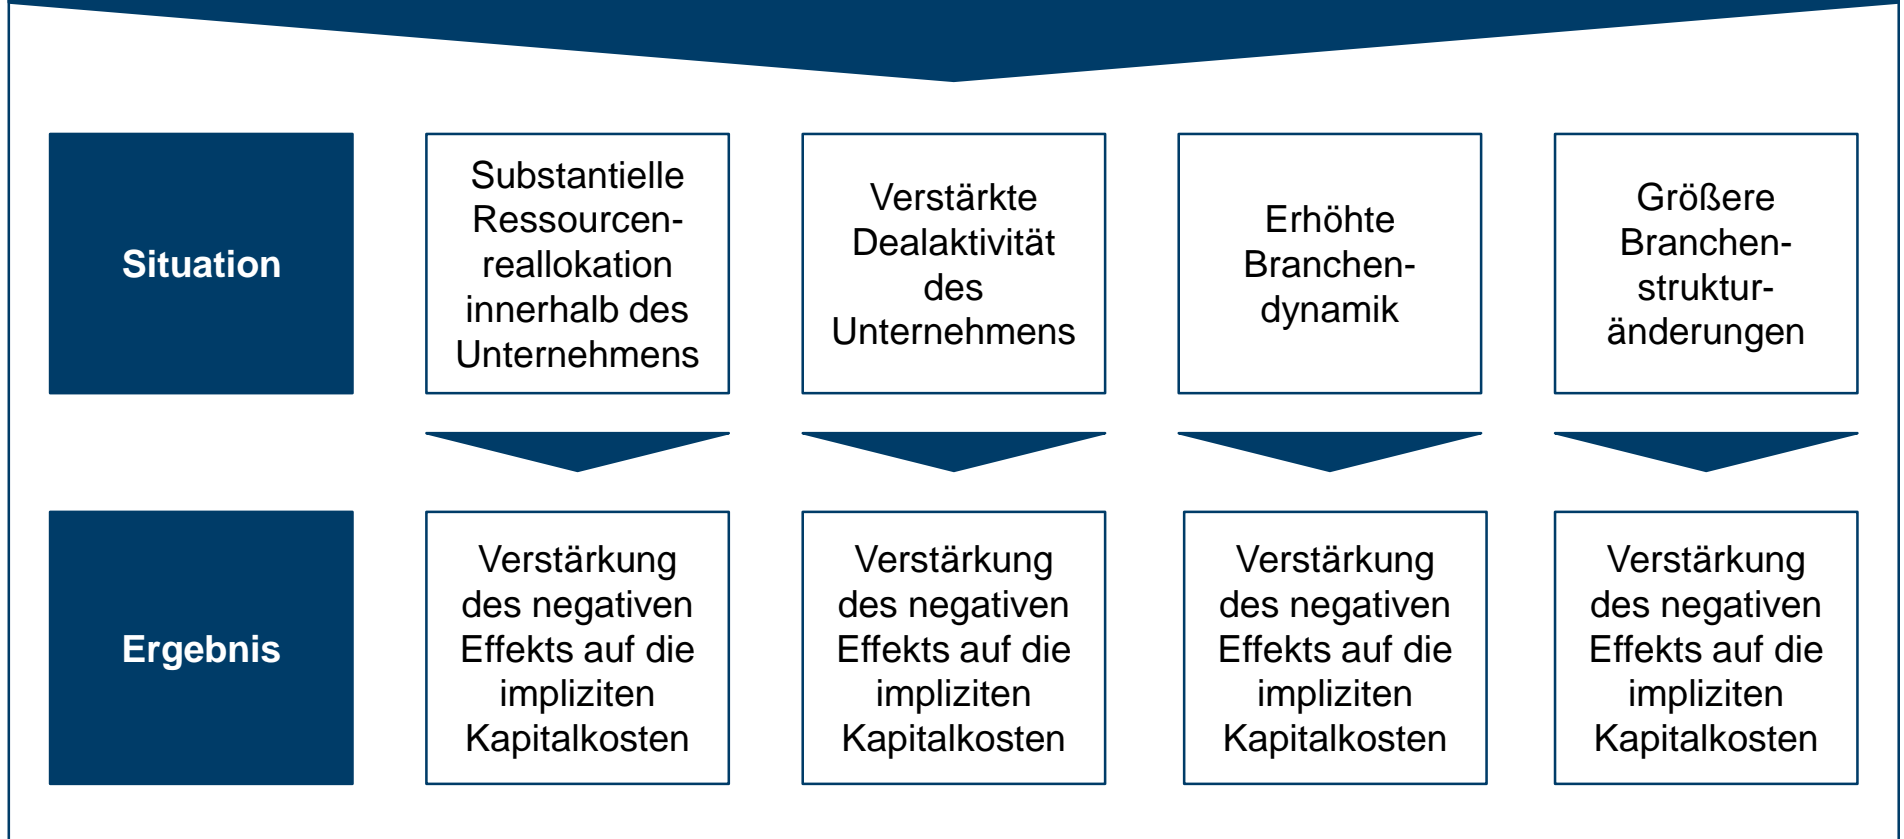 Situation
Substantielle
Ressourcen-
reallokation
innerhalb des
Unternehmens
Verstärkte
Dealaktivität
des
Unternehmens
Erhöhte
Branchen-
dynamik
Größere
Branchen-
struktur-
änderungen
Ergebnis
Verstärkung
des negativen
Effekts auf die
impliziten
Kapitalkosten
Verstärkung
des negativen
Effekts auf die
impliziten
Kapitalkosten
Verstärkung
des negativen
Effekts auf die
impliziten
Kapitalkosten
Verstärkung
des negativen
Effekts auf die
impliziten
Kapitalkosten